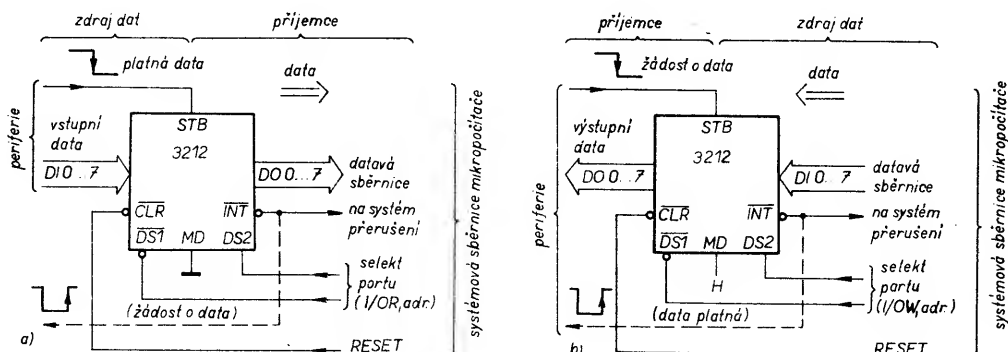 zdroj dat
příjemce
platná data
data
periferie
vstupní
data
DI 0...7
STB
3212
DO 0...7
datavá
sběrnice
CLR
INT
na systém
přerušení
DS1
MD
DS2
selekt
portu
(I/OR, adr.)
(žádost o data)
a)
RESET
systémová sběrnice mikropočítače
příjemce
zdraj dat
žádost o data
data
periferie
výstupní
data
DO 0...7
STB
3212
DI 0...7
datavá
sběrnice
CLR
INT
na systém
přerušení
DS1
MD
DS2
H
selekt
portu
(I/OW, adr.)
(data platná)
b)
RESET
systémová sběrnice mikropočítače